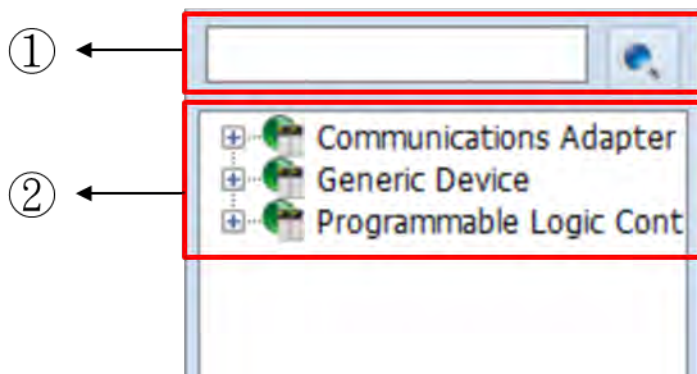 ①
②
Communications Adapter
Generic Device
Programmable Logic Cont